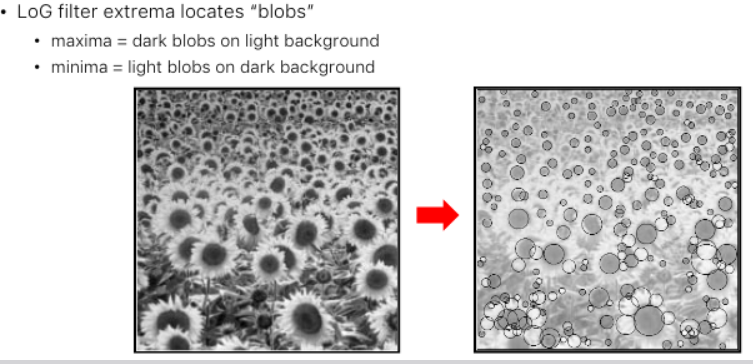 • LoG filter extrema locates "blobs"
• maxima = dark blobs on light background
• minima = light blobs on dark background